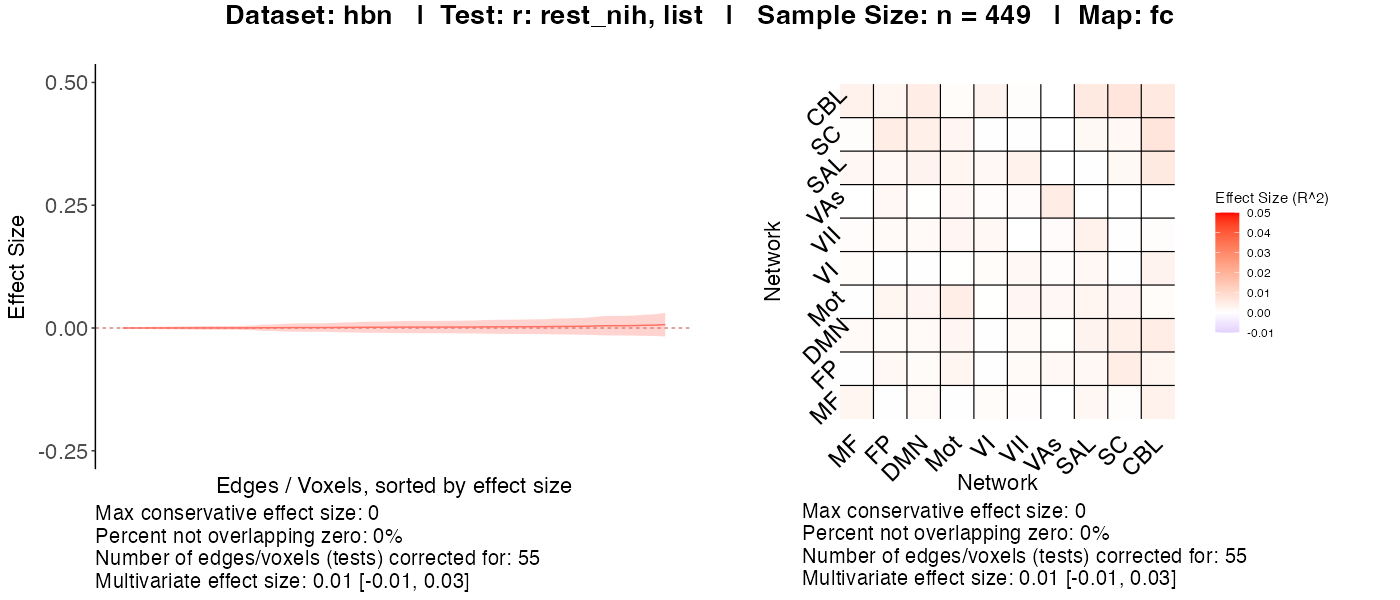 Dataset: hbn | Test: r: rest_nih, list | Sample Size: n = 449 | Map: fc
0.50
0.25
0.00
-0.25
Effect Size
Edges / Voxels, sorted by effect size
Max conservative effect size: 0
Percent not overlapping zero: 0%
Number of edges/voxels (tests) corrected for: 55
Multivariate effect size: 0.01 [-0.01, 0.03]
Network
CBL
SC
SAL
VAs
VII
VI
Mot
DMN
FP
MF
MF FP DMN Mot VI VII VAs SAL SC CBL
Network
Effect Size (R^2)
0.05
0.04
0.03
0.02
0.01
0.00
-0.01
Max conservative effect size: 0
Percent not overlapping zero: 0%
Number of edges/voxels (tests) corrected for: 55
Multivariate effect size: 0.01 [-0.01, 0.03]